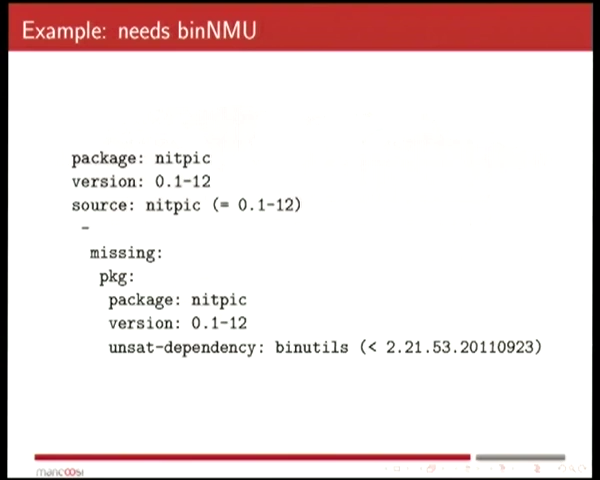 Example: needs binNMU
package: nitpic
version: 0.1-12
source: nitpic (= 0.1-12)
-
missing:
pkg:
package: nitpic
version: 0.1-12
unsat-dependency: binutils (< 2.21.53.20110923)
mancoosi